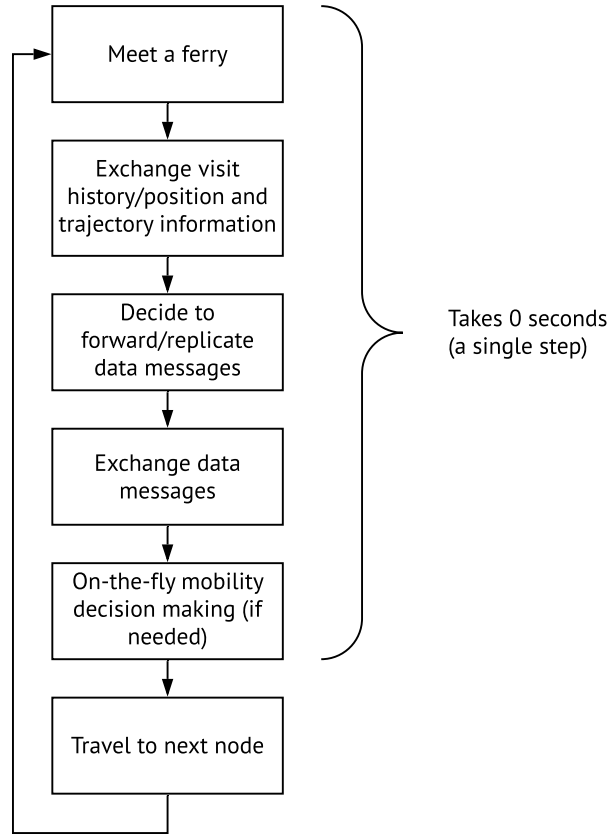 Meet a ferry
Exchange visit
history/position and
trajectory information
Decide to
forward/replicate
data messages
Exchange data
messages
On-the-fly mobility
decision making (if
needed)
Travel to next node
Takes 0 seconds
(a single step)